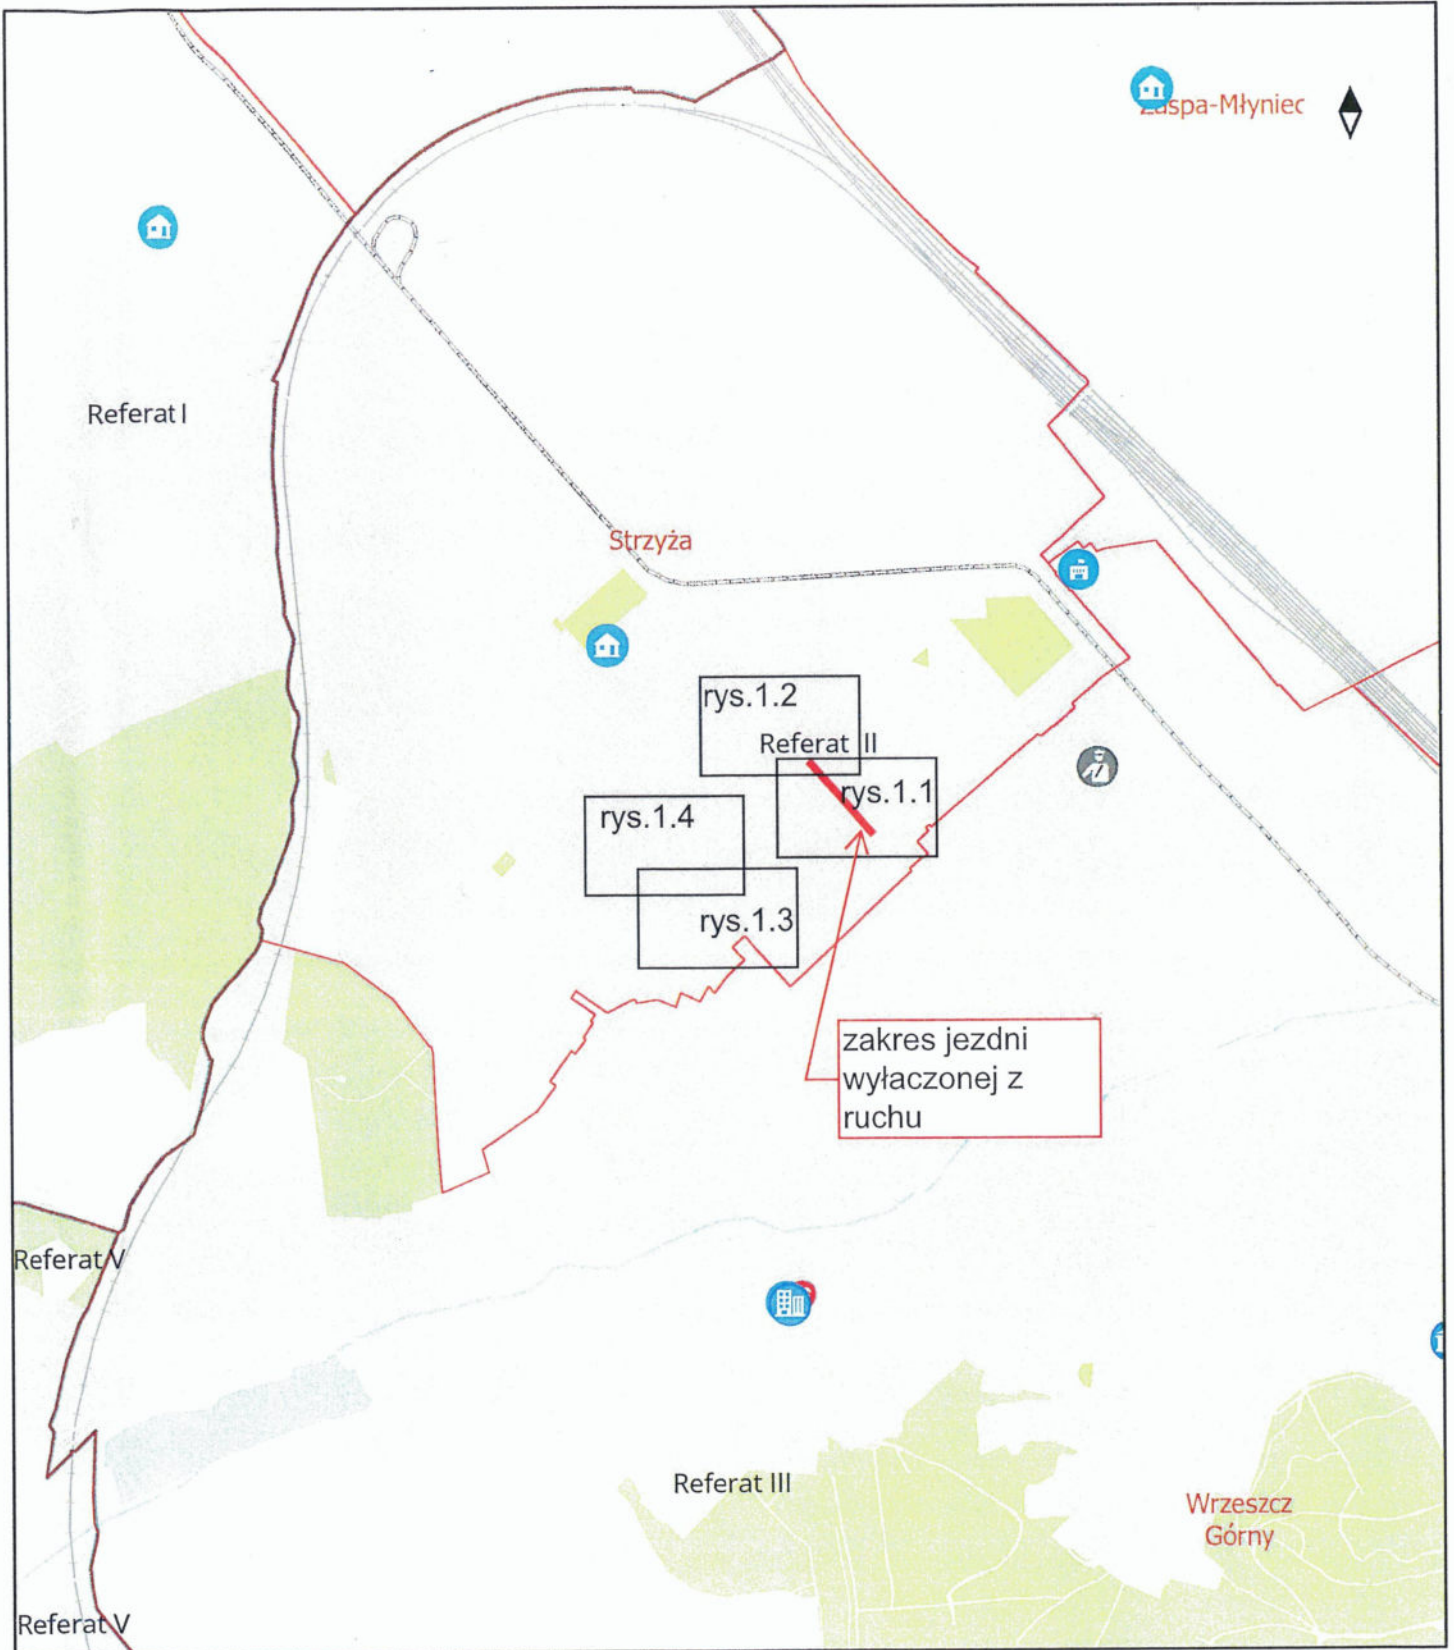 Zaspa-Młyniec
Referat I
Strzyża
rys.1.2
Referat II
rys.1.1
rys.1.4
rys.1.3
zakres jezdni
wyłaczonej z
ruchu
Referat V
Referat III
Wrzeszcz
Górny
Referat V